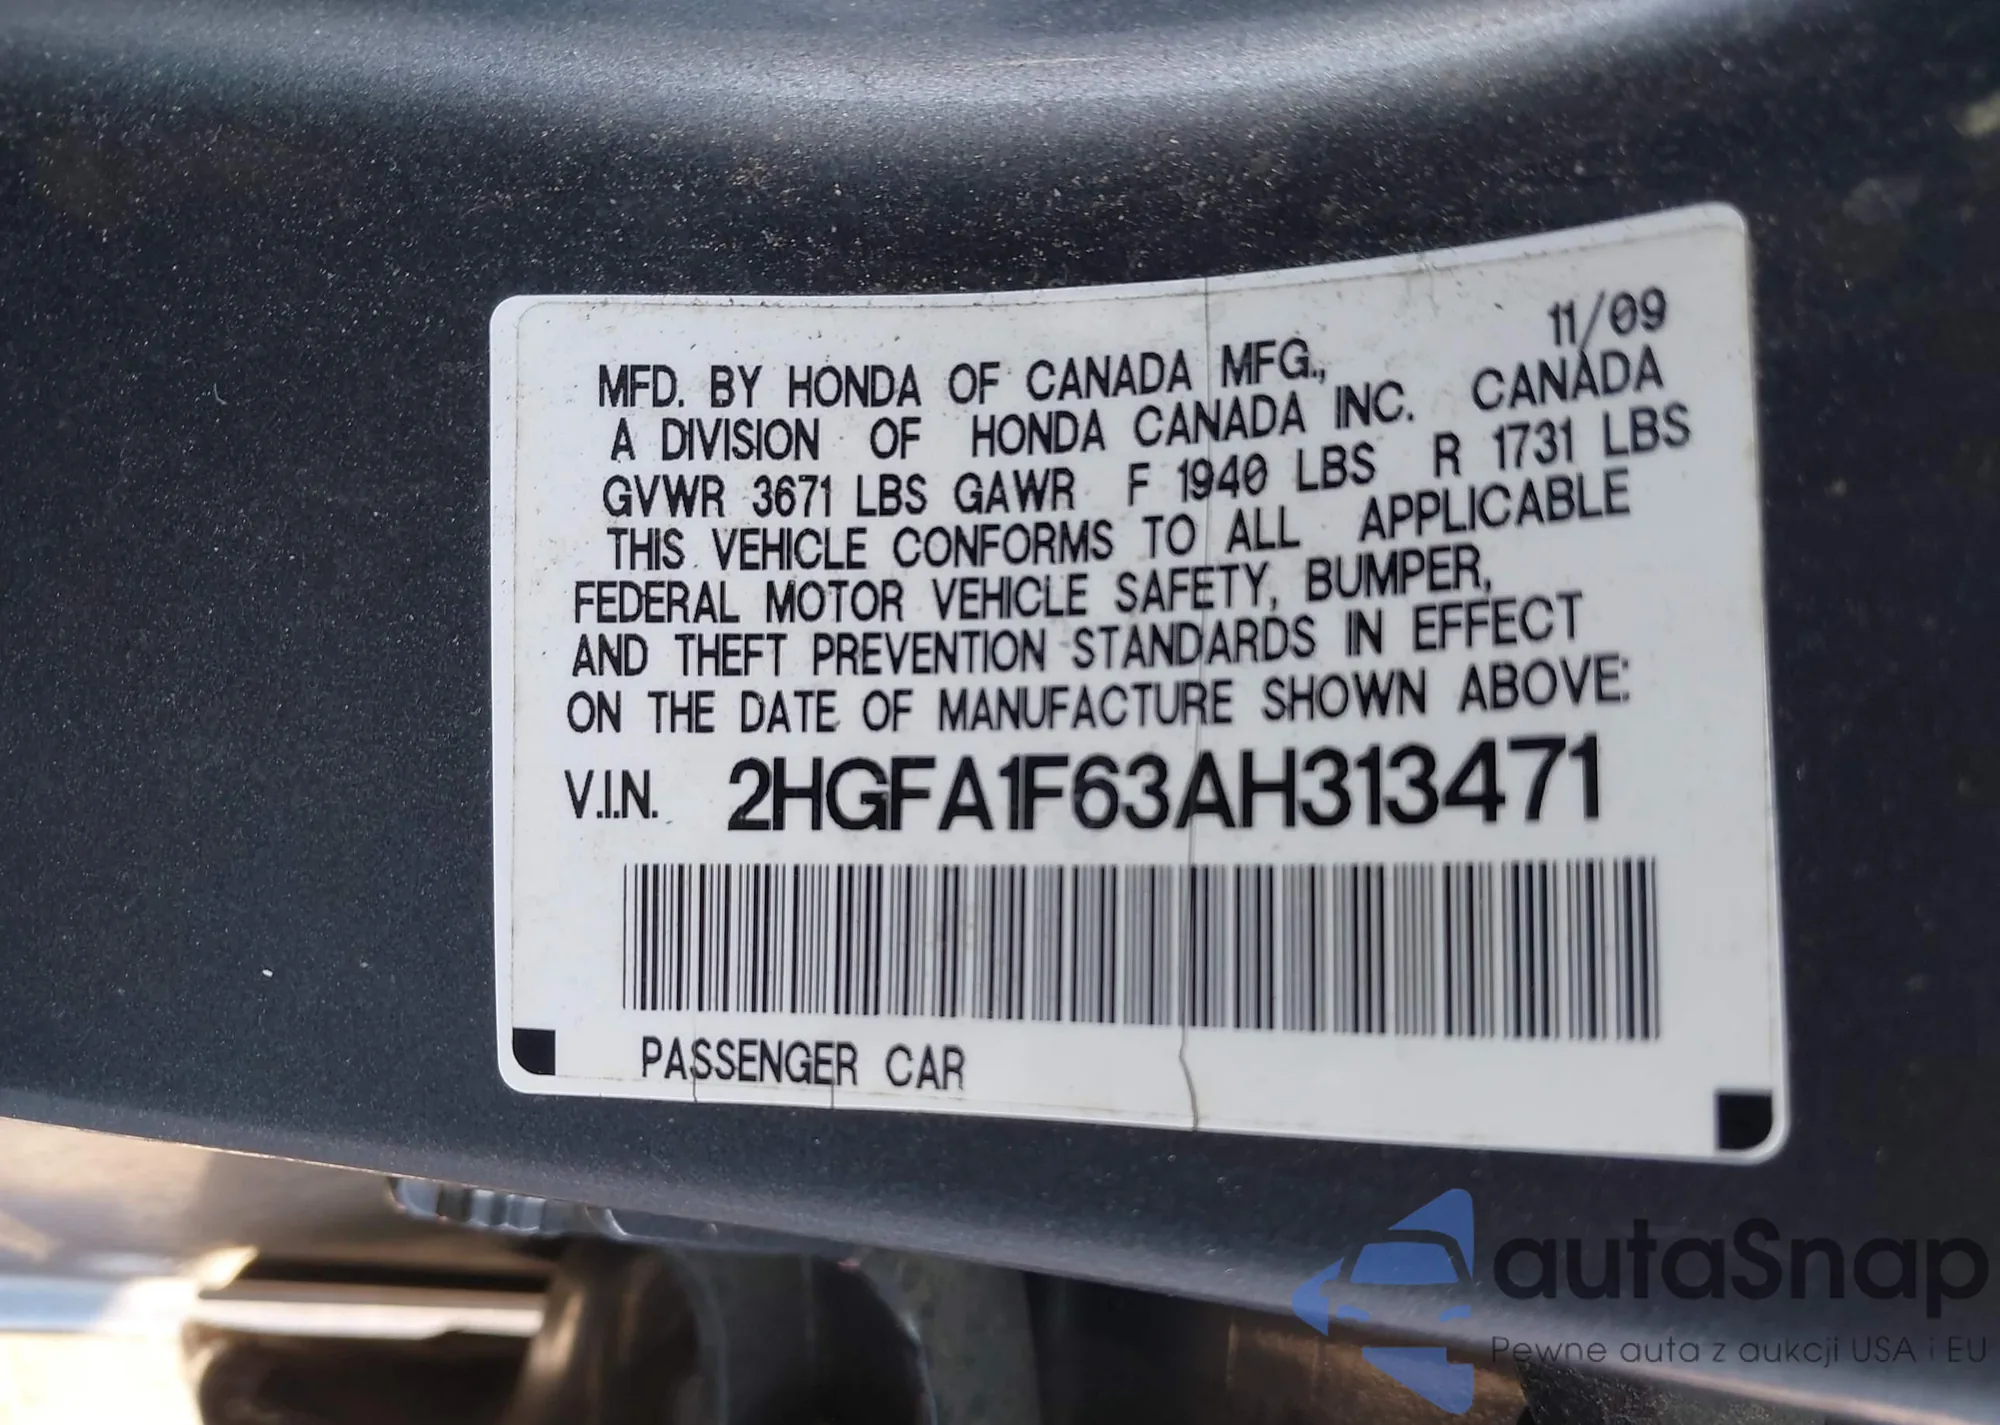 11/09
MFD. BY HONDA OF CANADA MFG.,
A DIVISION OF HONDA CANADA INC. CANADA
GVWR 3671 LBS GAWR F 1940 LBS R 1731 LBS
THIS VEHICLE CONFORMS TO ALL APPLICABLE
FEDERAL MOTOR VEHICLE SAFETY, BUMPER,
AND THEFT PREVENTION STANDARDS IN EFFECT
ON THE DATE OF MANUFACTURE SHOWN ABOVE:
V.I.N. 2HGFA1F63AH313471
PASSENGER CAR
autaSnap
Pewne auta z aukcji USA i EU